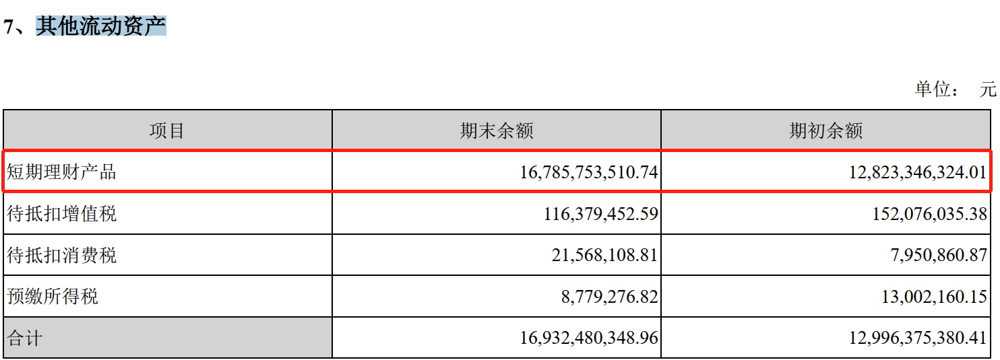 7、其他流动资产
单位： 元
项目 期末余额 期初余额
短期理财产品 16,785,753,510.74 12,823,346,324.01
待抵扣增值税 116,379,452.59 152,076,035.38
待抵扣消费税 21,568,108.81 7,950,860.87
预缴所得税 8,779,276.82 13,002,160.15
合计 16,932,480,348.96 12,996,375,380.41